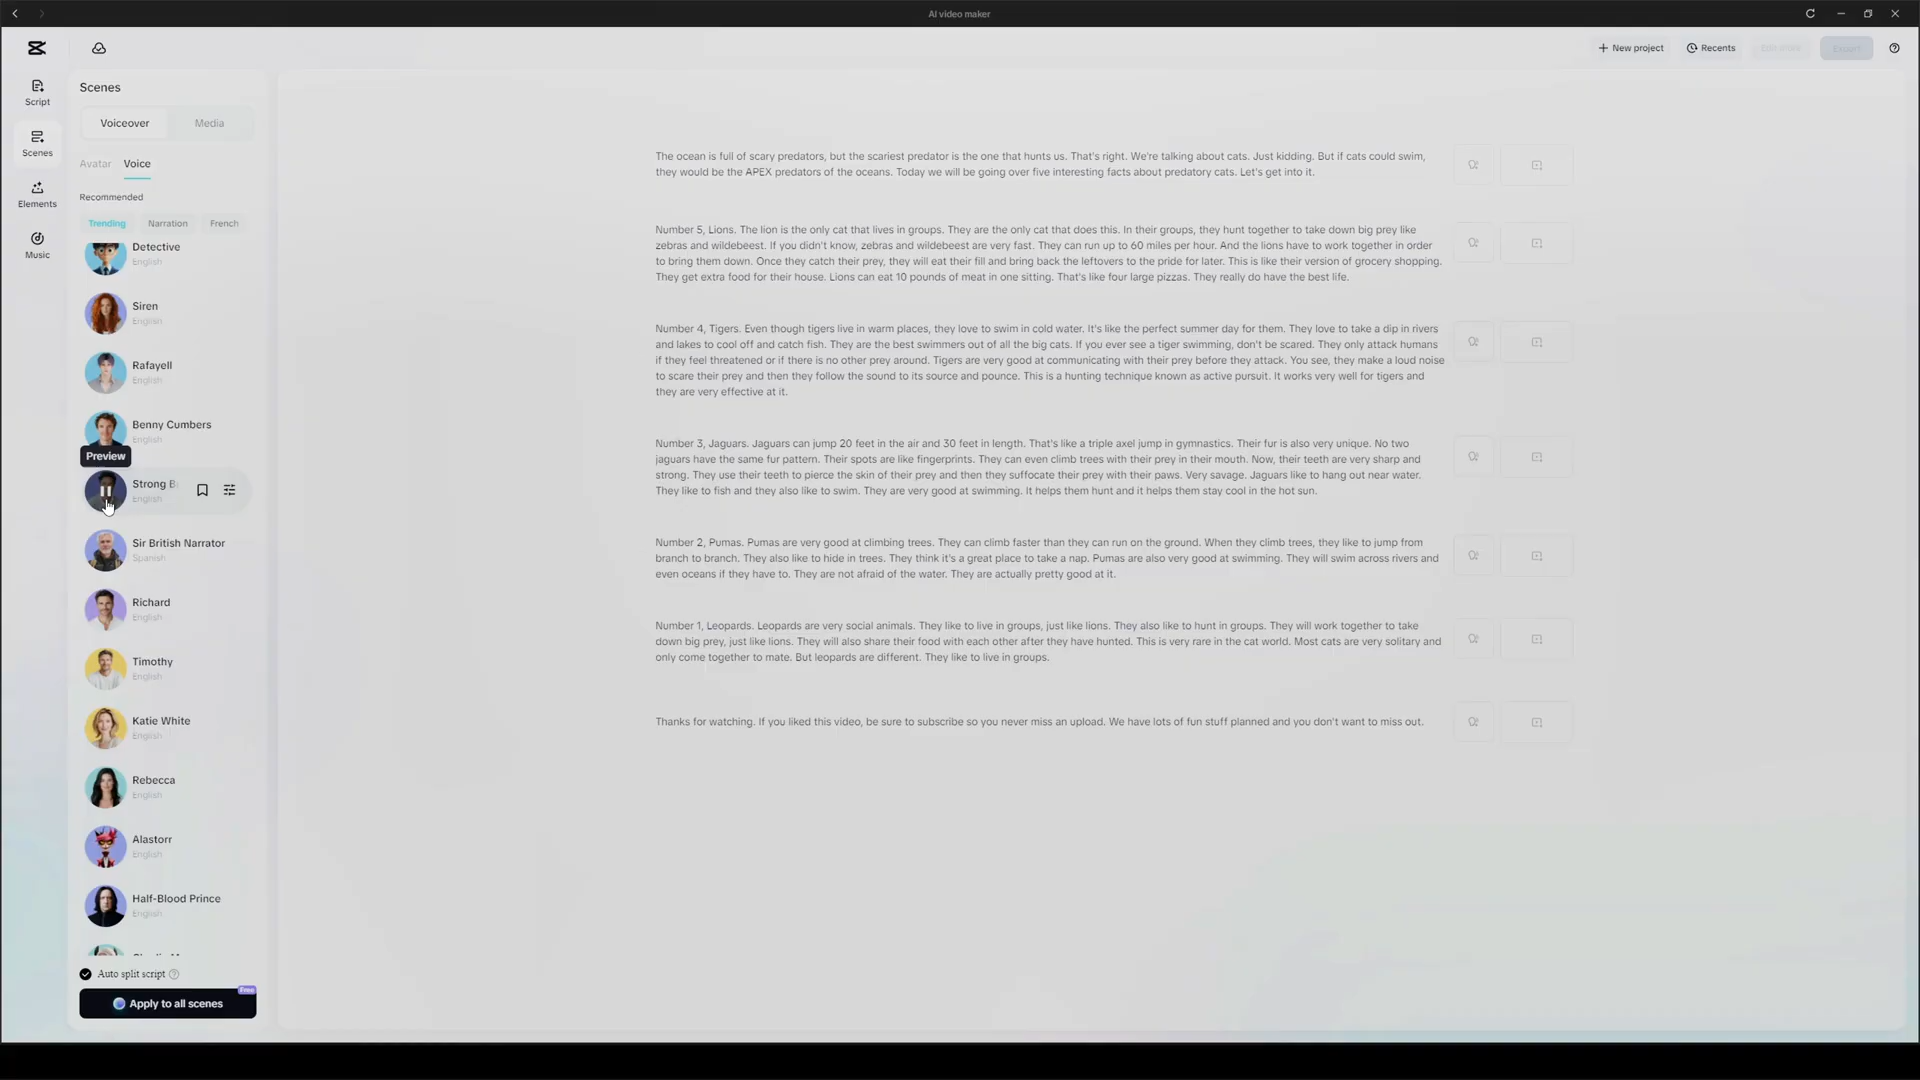 AI video maker
New project
Recents
Export
Script
Scenes
Elements
Music
Scenes
Voiceover
Media
Avatar
Voice
Recommended
Trending
Narration
French
Detective
English
Siren
English
Rafayell
English
Benny Cumbers
English
Preview
Strong
English
Sir British Narrator
Spanish
Richard
English
Timothy
English
Katie White
English
Rebecca
English
Alastorr
English
Half-Blood Prince
English
Auto split script
Free
Apply to all scenes
The ocean is full of scary predators, but the scariest predator is the one that hunts us. That's right. We're talking about cats. Just kidding. But if cats could swim,
they would be the APEX predators of the oceans. Today we will be going over five interesting facts about predatory cats. Let's get into it.
Number 5, Lions. The lion is the only cat that lives in groups. They are the only cat that does this. In their groups, they hunt together to take down big prey like
zebras and wildebeest. If you didn't know, zebras and wildebeest are very fast. They can run up to 60 miles per hour. And the lions have to work together in order
to bring them down. Once they catch their prey, they will eat their fill and bring back the leftovers to the pride for later. This is like their version of grocery shopping.
They get extra food for their house. Lions can eat 10 pounds of meat in one sitting. That's like four large pizzas. They really do have the best life.
Number 4, Tigers. Even though tigers live in warm places, they love to swim in cold water. It's like the perfect summer day for them. They love to take a dip in rivers
and lakes to cool off and catch fish. They are the best swimmers out of all the big cats. If you ever see a tiger swimming, don't be scared. They only attack humans
if they feel threatened or if there is no other prey around. Tigers are very good at communicating with their prey before they attack. You see, they make a loud noise
to scare their prey and then they follow the sound to its source and pounce. This is a hunting technique known as active pursuit. It works very well for tigers and
they are very effective at it.
Number 3, Jaguars. Jaguars can jump 20 feet in the air and 30 feet in length. That's like a triple axel jump in gymnastics. Their fur is also very unique. No two
jaguars have the same fur pattern. Their spots are like fingerprints. They can even climb trees with their prey in their mouth. Now, their teeth are very sharp and
strong. They use their teeth to pierce the skin of their prey and then they suffocate their prey with their paws. Very savage. Jaguars like to hang out near water.
They like to fish and they also like to swim. They are very good at swimming. It helps them hunt and it helps them stay cool in the hot sun.
Number 2, Pumas. Pumas are very good at climbing trees. They can climb faster than they can run on the ground. When they climb trees, they like to jump from
branch to branch. They also like to hide in trees. They think it's a great place to take a nap. Pumas are also very good at swimming. They will swim across rivers and
even oceans if they have to. They are not afraid of the water. They are actually pretty good at it.
Number 1, Leopards. Leopards are very social animals. They like to live in groups, just like lions. They also like to hunt in groups. They will work together to take
down big prey, just like lions. They will also share their food with each other after they have hunted. This is very rare in the cat world. Most cats are very solitary and
only come together to mate. But leopards are different. They like to live in groups.
Thanks for watching. If you liked this video, be sure to subscribe so you never miss an upload. We have lots of fun stuff planned and you don't want to miss out.